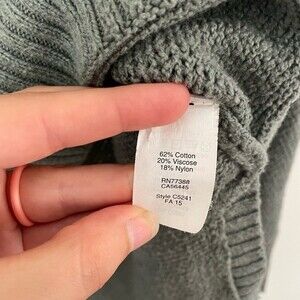 62% Cotton
20% Viscose
18% Nylon
RN77388
CA56445
Style C5241
FA 15